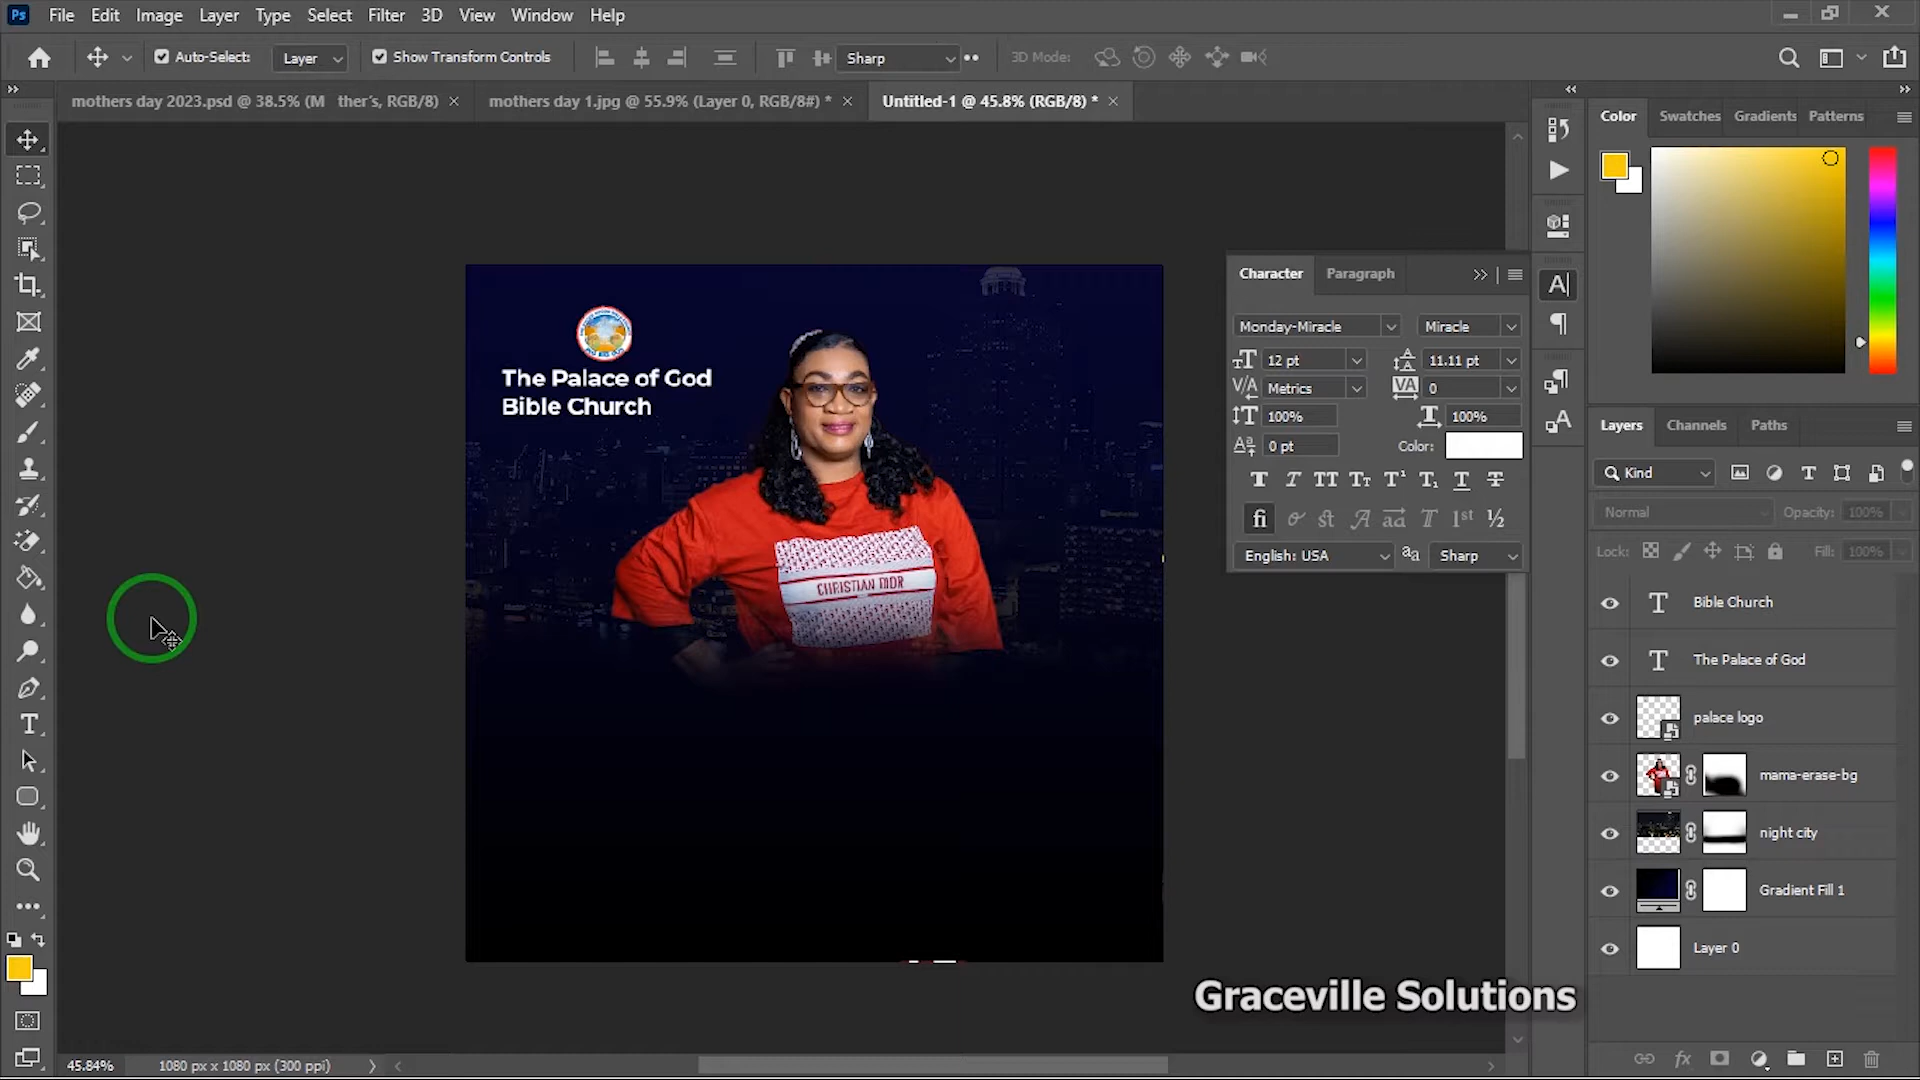 Ps File Edit Image Layer Type Select Filter 3D View Window Help
Auto-Select: Layer Show Transform Controls Sharp 3D Mode:
mothers day 2023.psd @ 38.5% (M ther's, RGB/8) mothers day 1.jpg @ 55.9% (Layer 0, RGB/8#) * Untitled-1 @ 45.8% (RGB/8) *
Color Swatches Gradients Patterns
The Palace of God
Bible Church
CHRISTIAN DIOR
Character Paragraph
Monday-Miracle Miracle
12 pt 11.11 pt
Metrics 0
100% 100%
0 pt Color:
English: USA Sharp
Layers Channels Paths
Kind
Normal Opacity: 100%
Lock: Fill: 100%
Bible Church
The Palace of God
palace logo
mama-erase-bg
night city
Gradient Fill 1
Layer 0
Graceville Solutions
45.84% 1080 px x 1080 px (300 ppi)